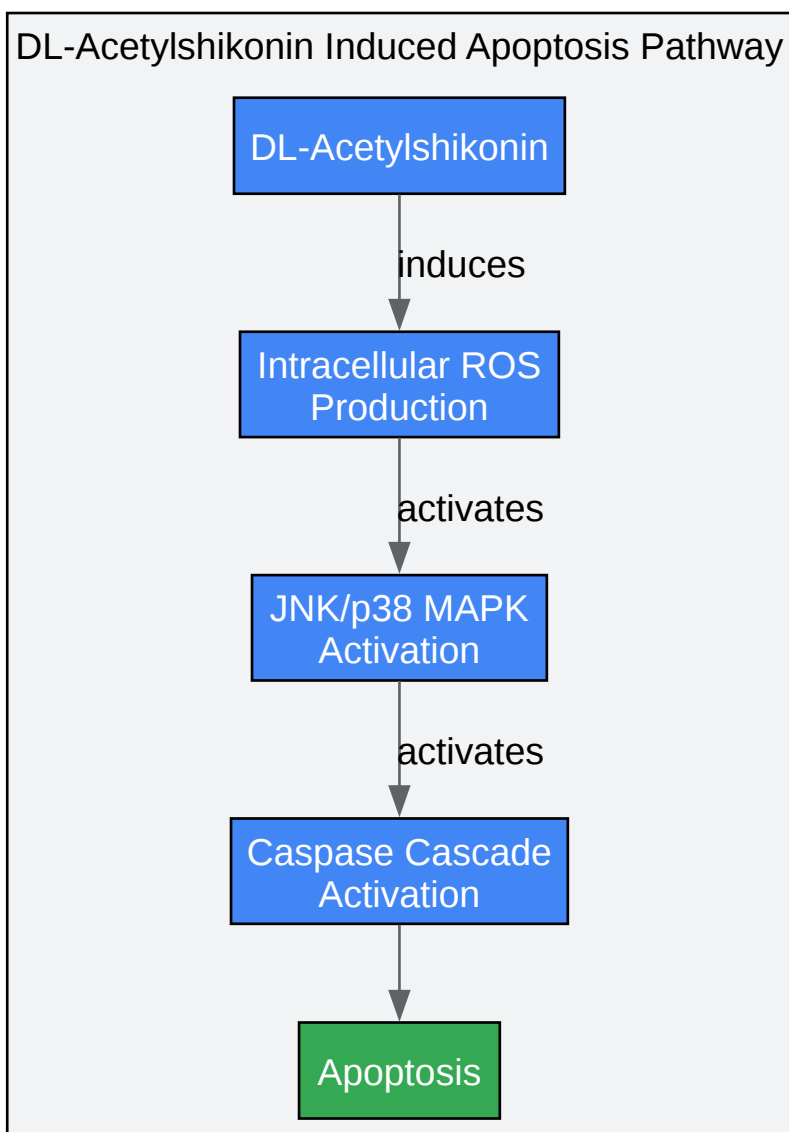 DL-Acetylshikonin Induced Apoptosis Pathway
DL-Acetylshikonin
induces
Intracellular ROS
Production
activates
JNK/p38 MAPK
Activation
activates
Caspase Cascade
Activation
Apoptosis